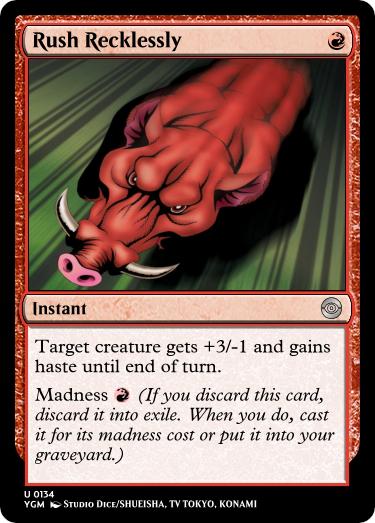 Rush Recklessly
Instant
Target creature gets +3/-1 and gains
haste until end of turn.
Madness (If you discard this card,
discard it into exile. When you do, cast
it for its madness cost or put it into your
graveyard.)
U 0134
YGM Studio Dice/SHUEISHA, TV TOKYO, KONAMI